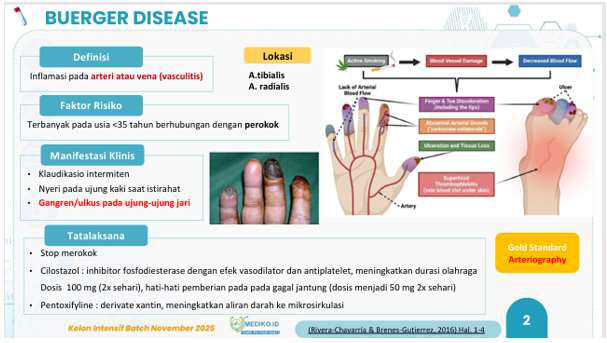 BUERGER DISEASE
Definisi
Inflamasi pada arteri atau vena (vasculitis)
Faktor Risiko
Terbanyak pada usia <35 tahun berhubungan dengan perokok
Manifestasi Klinis
• Klaudikasio intermiten
• Nyeri pada ujung kaki saat istirahat
• Gangren/ulkus pada ujung-ujung jari
Lokasi
A.tibialis
A. radialis
Active Smoking
Blood Vessel Damage
Decreased Blood Flow
Lack of Arterial
Blood Flow
Ulcer
Finger & Toe Discoloration
(including the tips)
Abnormal Arterial Growth
("corkscrew collaterals")
Ulceration and Tissue Loss
Superficial
Thrombophlebitis
(vein blood clot under skin)
Artery
Tatalaksana
• Stop merokok
• Cilostazol : inhibitor fosfodiesterase dengan efek vasodilator dan antiplatelet, meningkatkan durasi olahraga
Dosis 100 mg (2x sehari), hati-hati pemberian pada pada gagal jantung (dosis menjadi 50 mg 2x sehari)
• Pentoxifyline : derivate xantin, meningkatkan aliran darah ke mikrosirkulasi
Gold Standard
Arteriography
Kelon Intensif Batch November 2025
MEDIKO.ID
(Rivera-Chavarría & Brenes-Gutierrez, 2016) Hal. 1-4
2